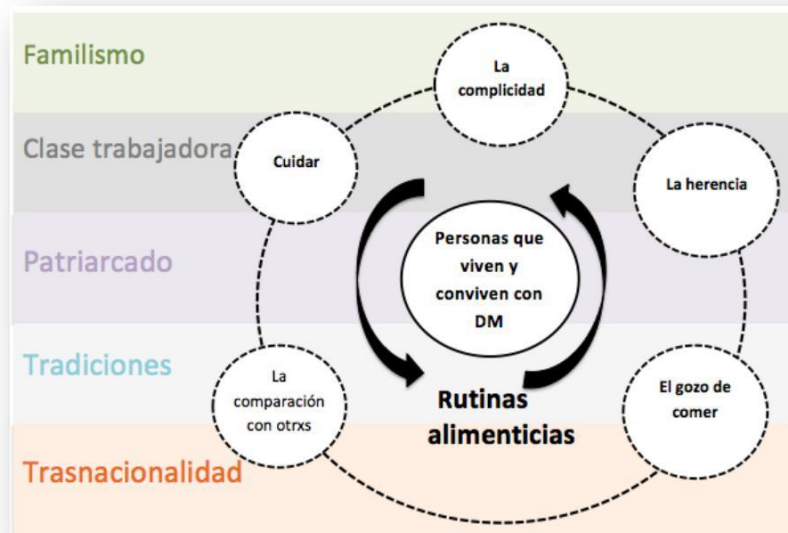 Familismo
Clase trabajadora
Patriarcado
Tradiciones
Trasnacionalidad
La
complicidad
Cuidar
La herencia
Personas que
viven y
conviven con
DM
La
comparación
con otrxs
El gozo de
comer
Rutinas
alimenticias